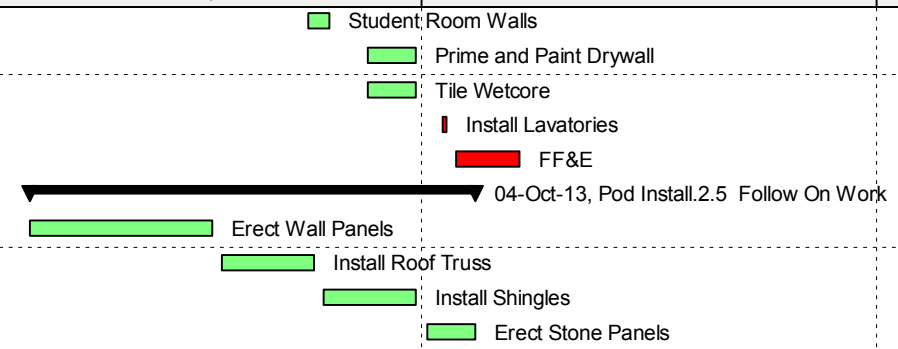 Student Room Walls
Prime and Paint Drywall
Tile Wetcore
Install Lavatories
FF&E
04-Oct-13, Pod Install.2.5  Follow On Work
Erect Wall Panels
Install Roof Truss
Install Shingles
Erect Stone Panels